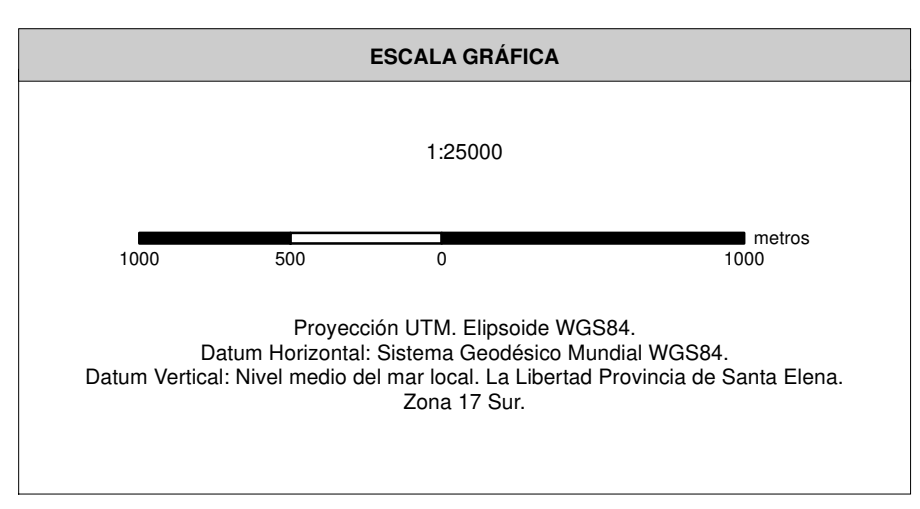 ESCALA GRÁFICA
1:25000
metros
1000 500 0 1000
Proyección UTM. Elipsoide WGS84.
Datum Horizontal: Sistema Geodésico Mundial WGS84.
Datum Vertical: Nivel medio del mar local. La Libertad Provincia de Santa Elena.
Zona 17 Sur.